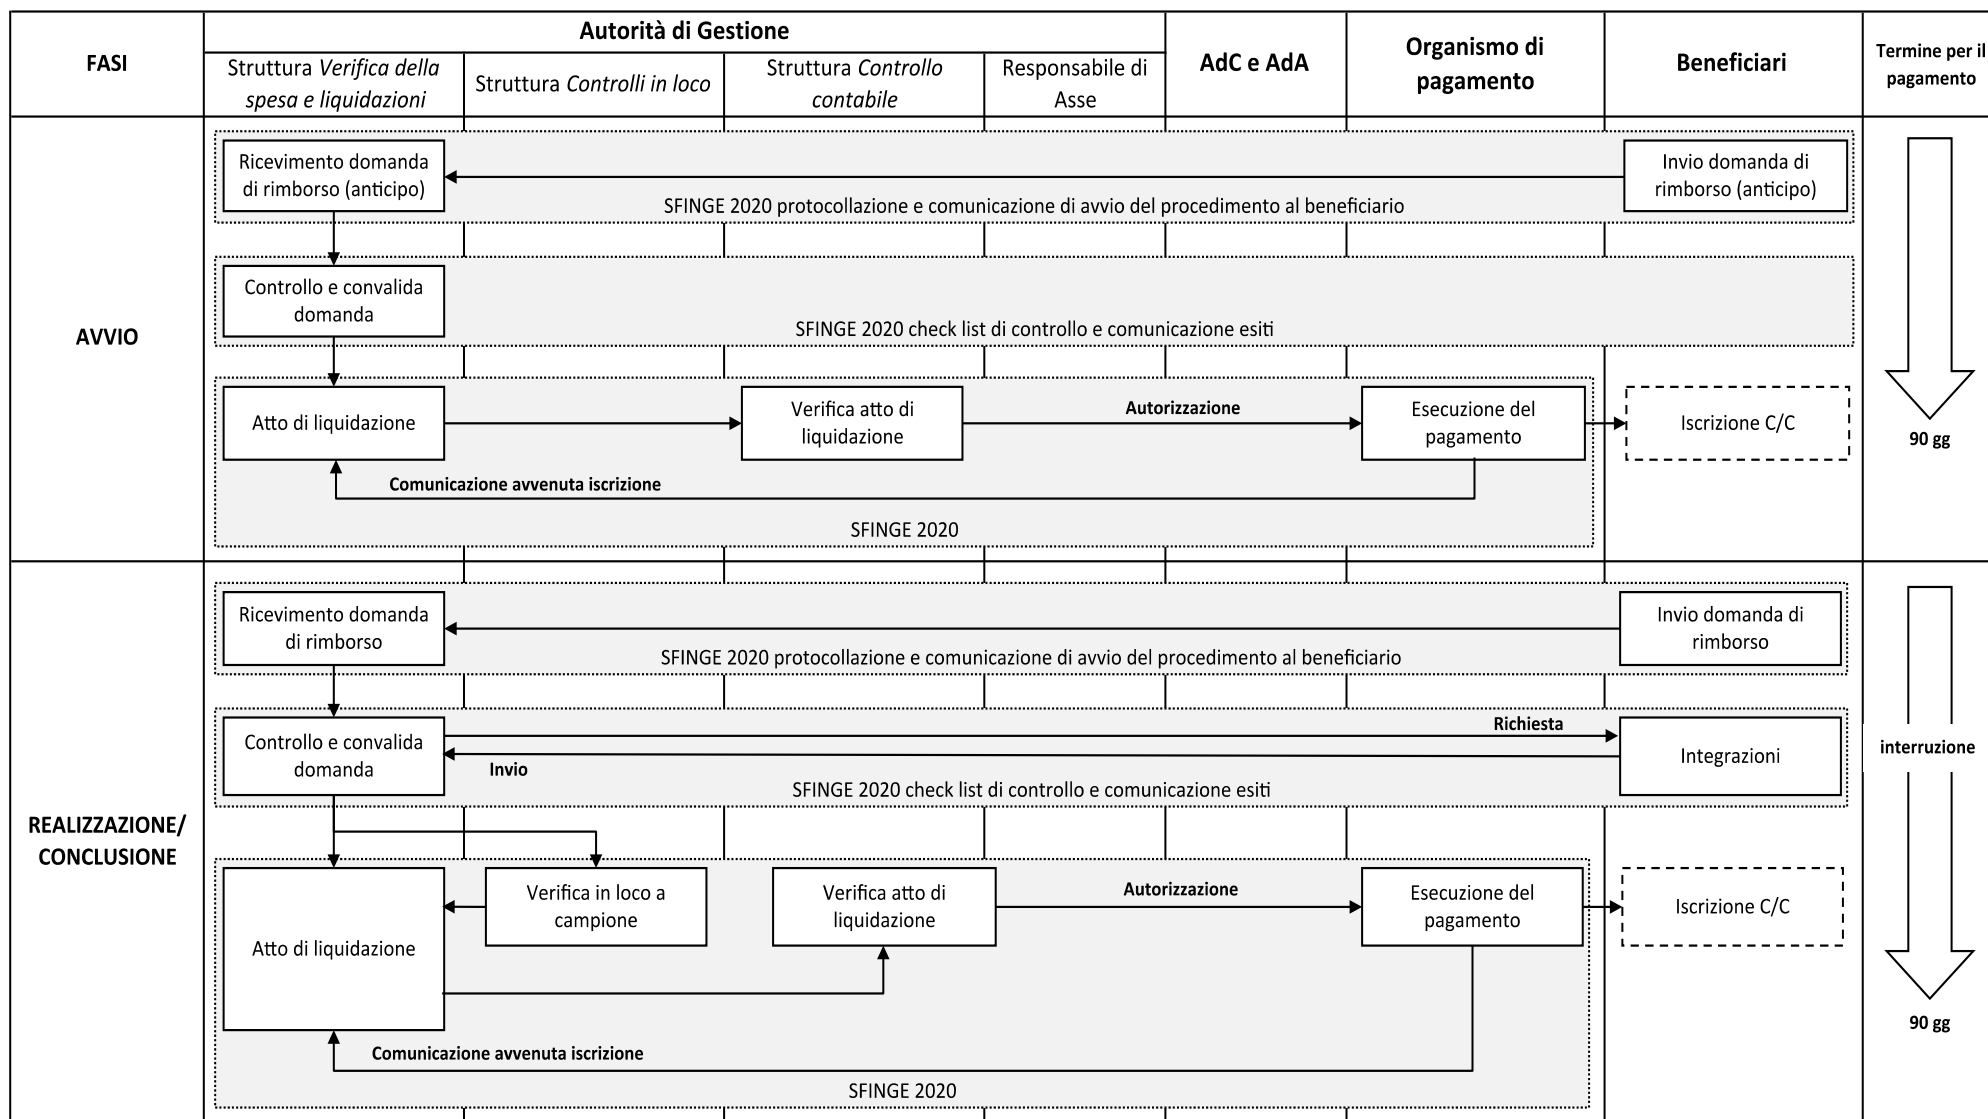 FASI
Autorità di Gestione
Struttura Verifica della
spesa e liquidazioni
Struttura Controlli in loco
Struttura Controllo
contabile
Responsabile di
Asse
AdC e AdA
Organismo di
pagamento
Beneficiari
Termine per il
pagamento
AVVIO
Ricevimento domanda
di rimborso (anticipo)
Invio domanda di
rimborso (anticipo)
SFINGE 2020 protocollazione e comunicazione di avvio del procedimento al beneficiario
Controllo e convalida
domanda
SFINGE 2020 check list di controllo e comunicazione esiti
Atto di liquidazione
Verifica atto di
liquidazione
Autorizzazione
Esecuzione del
pagamento
Iscrizione C/C
90 gg
Comunicazione avvenuta iscrizione
SFINGE 2020
REALIZZAZIONE/
CONCLUSIONE
Ricevimento domanda
di rimborso
Invio domanda di
rimborso
SFINGE 2020 protocollazione e comunicazione di avvio del procedimento al beneficiario
Controllo e convalida
domanda
Richiesta
Invio
Integrazioni
interruzione
SFINGE 2020 check list di controllo e comunicazione esiti
Atto di liquidazione
Verifica in loco a
campione
Verifica atto di
liquidazione
Autorizzazione
Esecuzione del
pagamento
Iscrizione C/C
90 gg
Comunicazione avvenuta iscrizione
SFINGE 2020